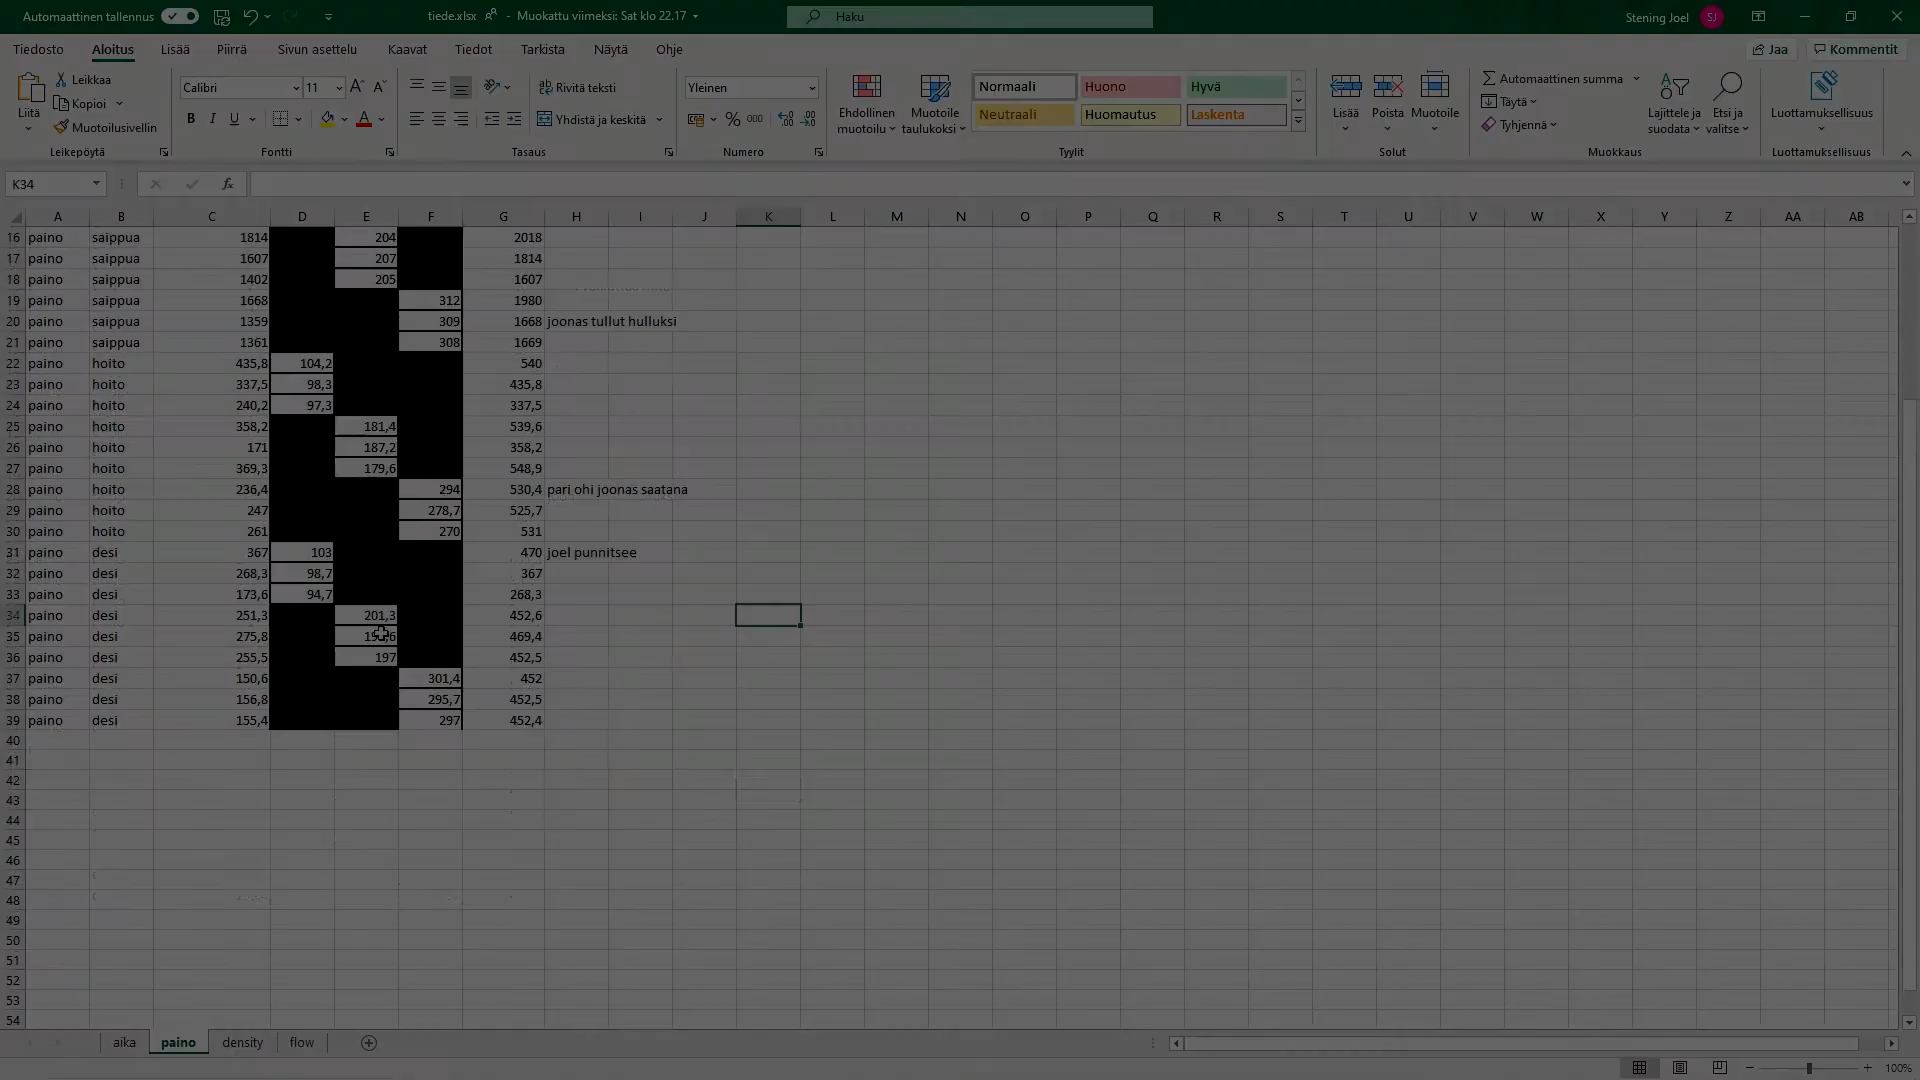 Automaattinen tallennus
tiede.xlsx - Muokattu viimeksi: Sat klo 22.17
Haku
Stening Joel SJ
Tiedosto Aloitus Lisää Piirrä Sivun asettelu Kaavat Tiedot Tarkista Näytä Ohje Jaa Kommentit
Liitä
Leikkaa
Kopioi
Muotoilusivellin
Leikepöytä
Calibri 11
B I U
Fontti
Rivitä teksti
Yhdistä ja keskitä
Tasaus
Yleinen
% 000
Numero
Ehdollinen muotoilu
Muotoile taulukoksi
Normaali Huono Hyvä
Neutraali Huomautus Laskenta
Tyylit
Lisää Poista Muotoile
Solut
Automaattinen summa
Täytä
Tyhjennä
Lajittele ja suodata
Etsi ja valitse
Muokkaus
Luottamuksellisuus
Luottamuksellisuus
K34 fx
A B C D E F G H I J K L M N O P Q R S T U V W X Y Z AA AB
16 paino saippua 1814 204 2018
17 paino saippua 1607 207 1814
18 paino saippua 1402 205 1607
19 paino saippua 1668 312 1980
20 paino saippua 1359 309 1668 joonas tullut hulluksi
21 paino saippua 1361 308 1669
22 paino hoito 435,8 104,2 540
23 paino hoito 337,5 98,3 435,8
24 paino hoito 240,2 97,3 337,5
25 paino hoito 358,2 181,4 539,6
26 paino hoito 171 187,2 358,2
27 paino hoito 369,3 179,6 548,9
28 paino hoito 236,4 294 530,4 pari ohi joonas saatana
29 paino hoito 247 278,7 525,7
30 paino hoito 261 270 531
31 paino desi 367 103 470 joel punnitsee
32 paino desi 268,3 98,7 367
33 paino desi 173,6 94,7 268,3
34 paino desi 251,3 201,3 452,6
35 paino desi 275,8 469,4
36 paino desi 255,5 197 452,5
37 paino desi 150,6 301,4 452
38 paino desi 156,8 295,7 452,5
39 paino desi 155,4 297 452,4
40
41
42
43
44
45
46
47
48
49
50
51
52
53
54
aika paino density flow
100%